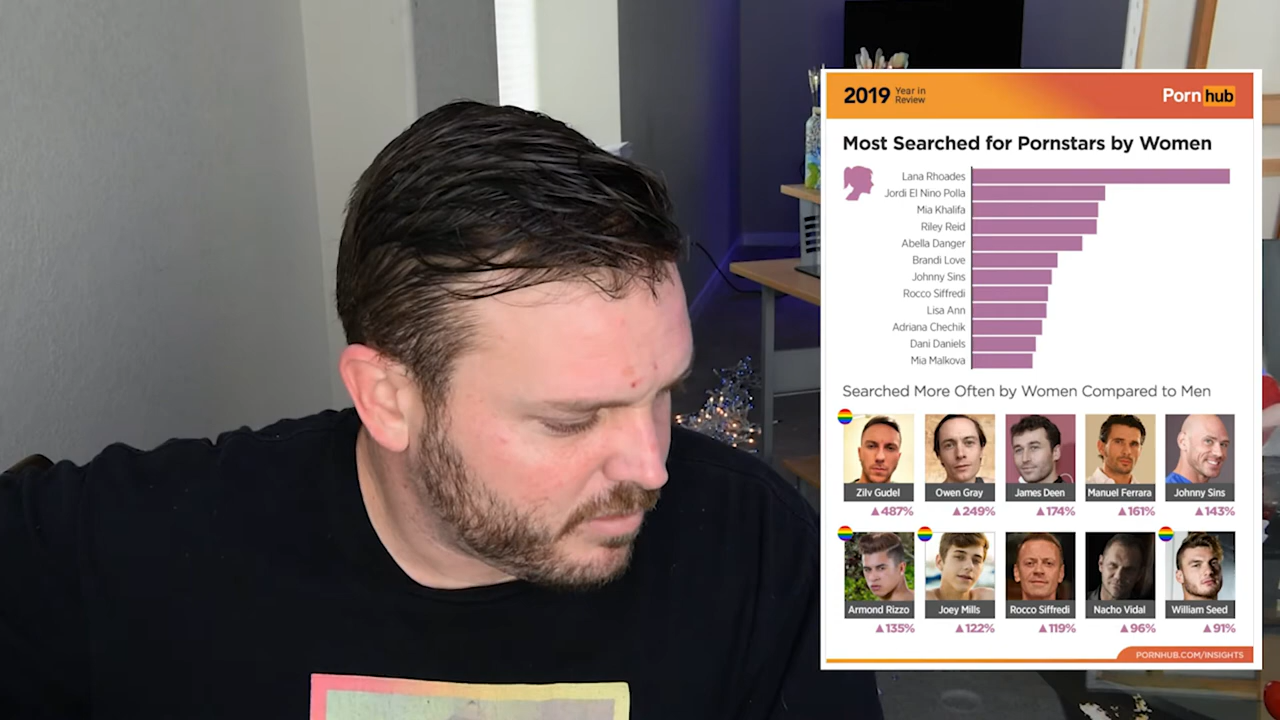 2019 Year in Review
Pornhub
Most Searched for Pornstars by Women
Lana Rhoades
Jordi El Nino Polla
Mia Khalifa
Riley Reid
Abella Danger
Brandi Love
Johnny Sins
Rocco Siffredi
Lisa Ann
Adriana Chechik
Dani Daniels
Mia Malkova
Searched More Often by Women Compared to Men
Zilv Gudel Owen Gray James Deen Manuel Ferrara Johnny Sins
▲487% ▲249% ▲174% ▲161% ▲143%
Armond Rizzo Joey Mills Rocco Siffredi Nacho Vidal William Seed
▲135% ▲122% ▲119% ▲96% ▲91%
PORNHUB.COM/INSIGHTS